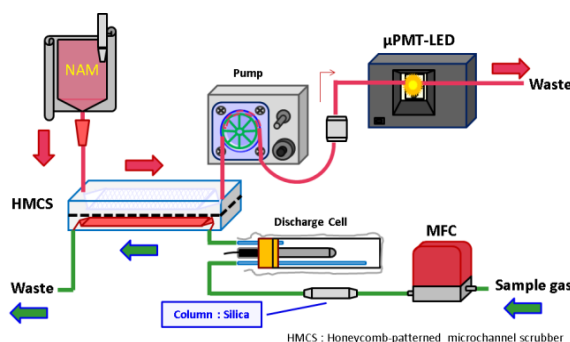 NAM
μPMT-LED
Pump
Waste
HMCS
Discharge Cell
MFC
Waste
Sample gas
Column : Silica
HMCS : Honeycomb-patterned microchannel scrubber